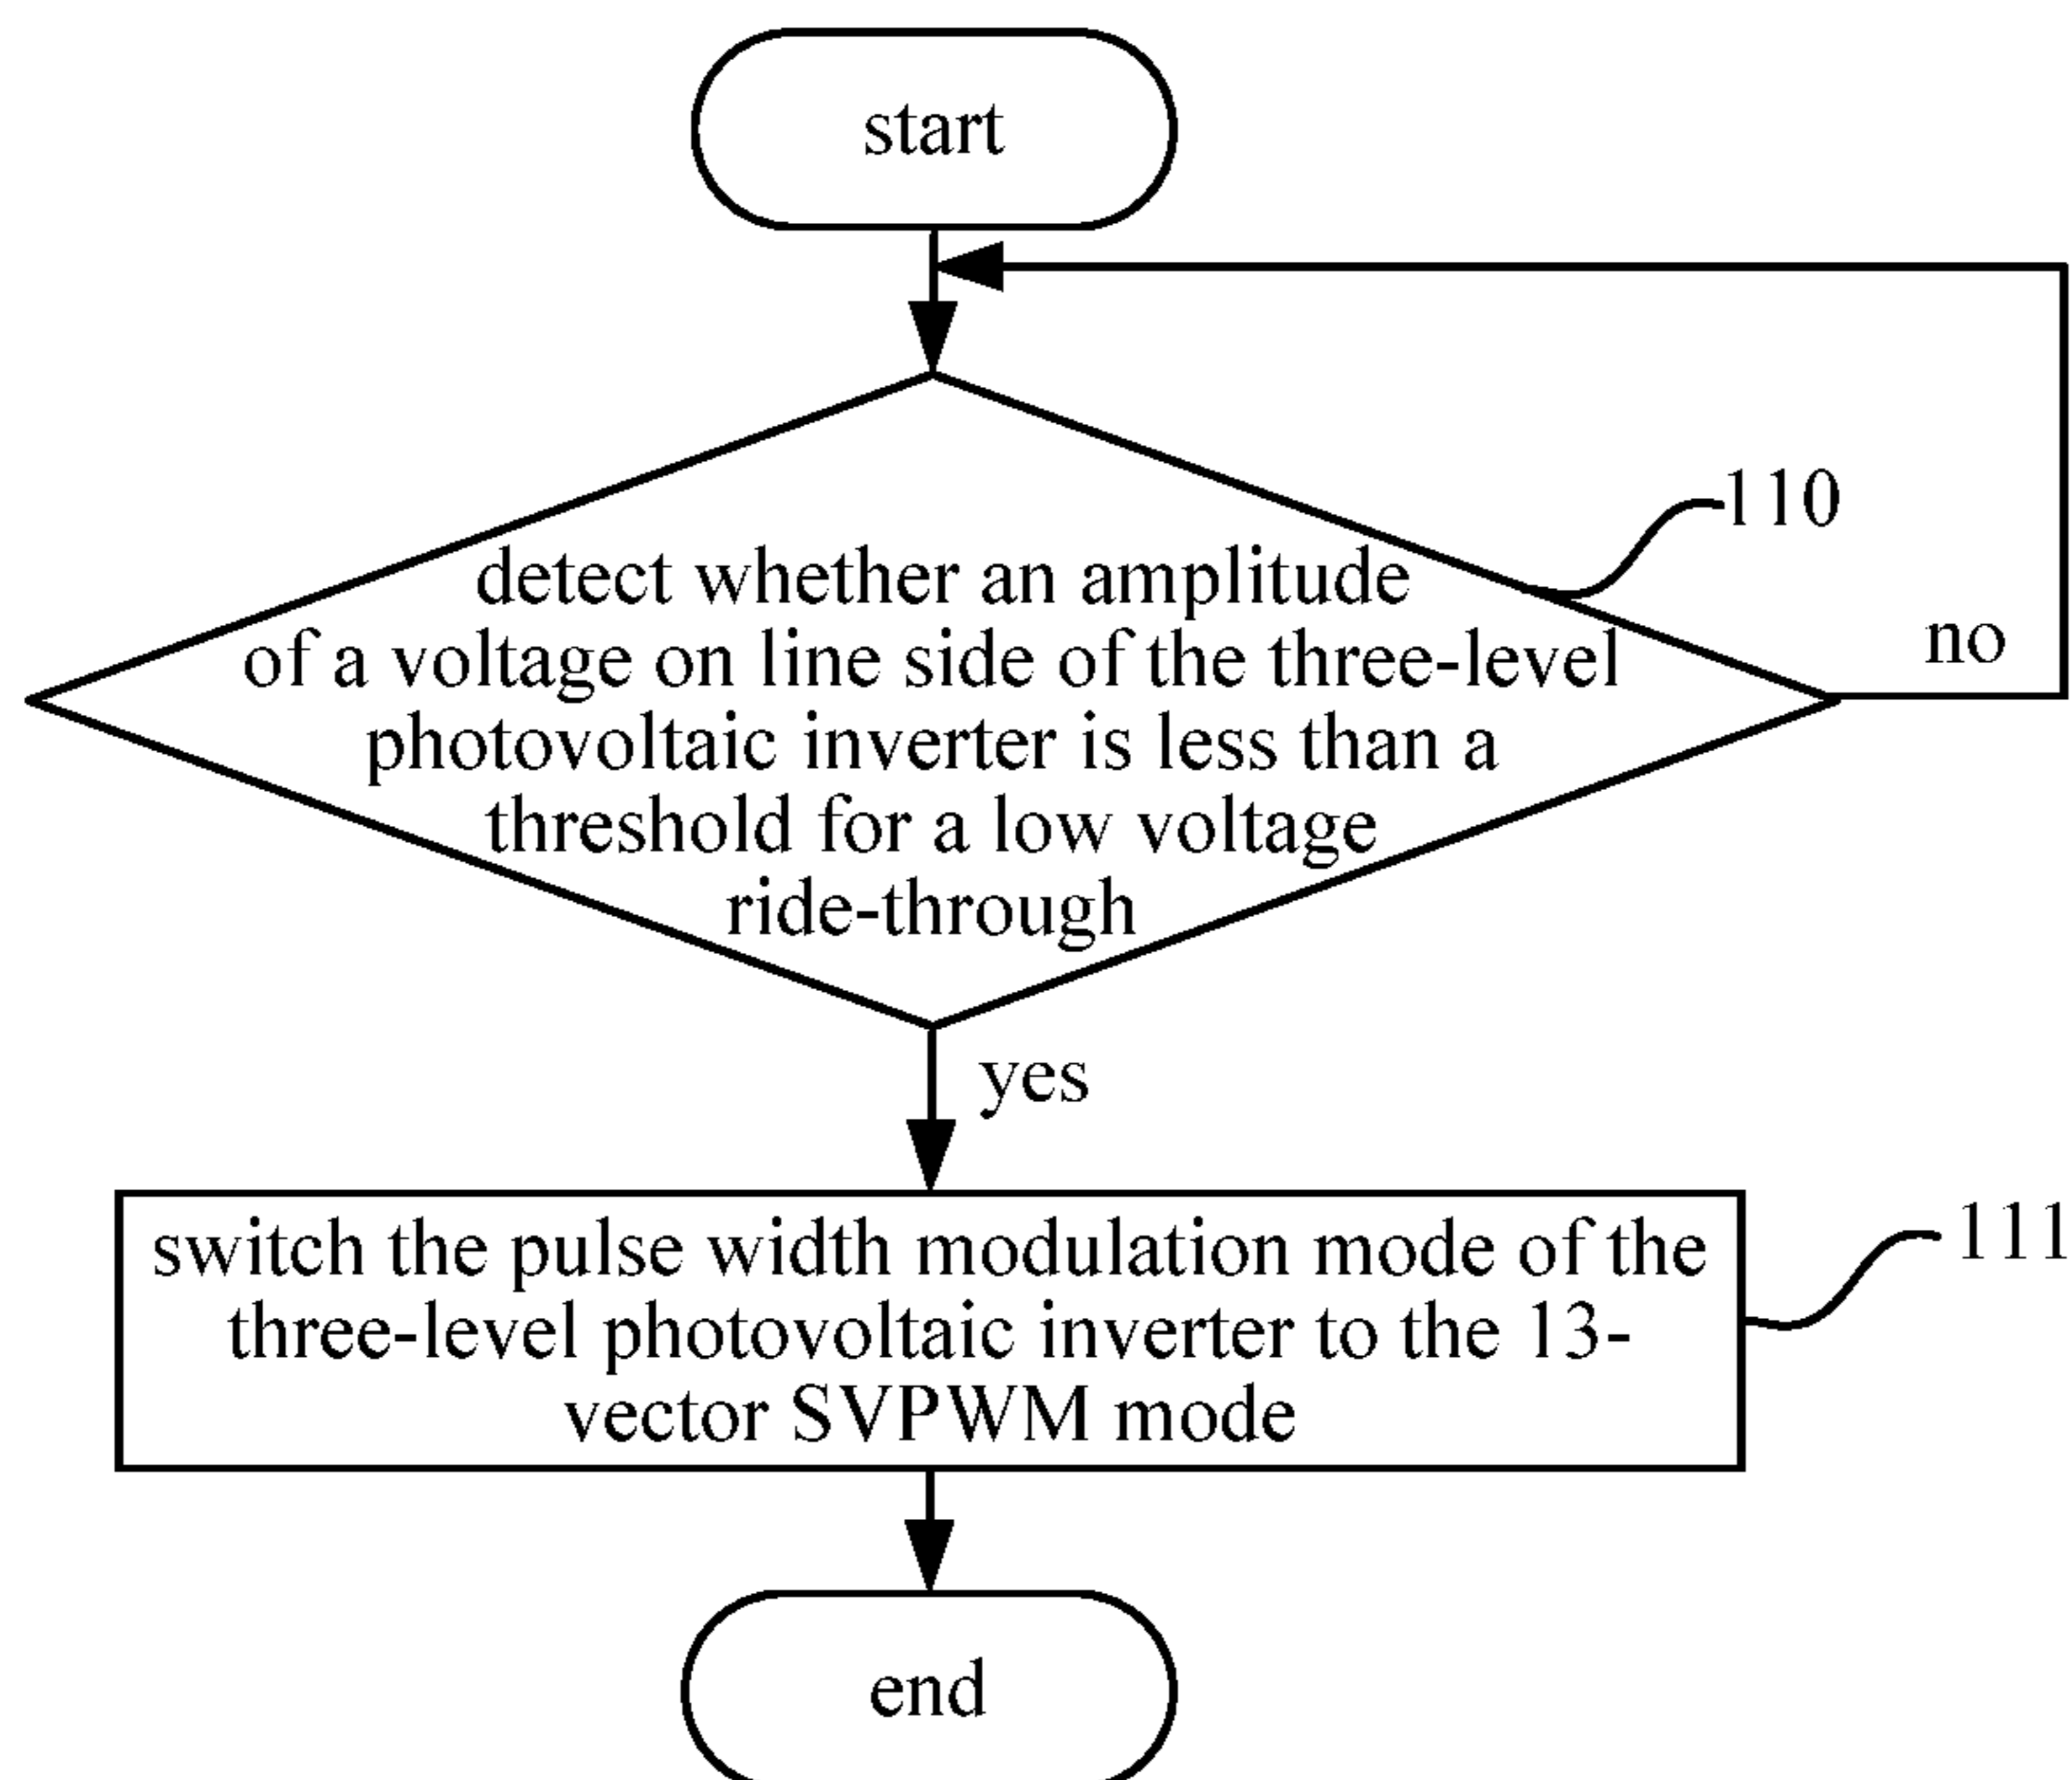 start
110
detect whether an amplitude
of a voltage on line side of the three-level
no
photovoltaic inverter is less than a
threshold for a low voltage
ride-through
yes
switch the pulse width modulation mode of the
111
three-level photovoltaic inverter to the 13-
vector SVPWM mode
end